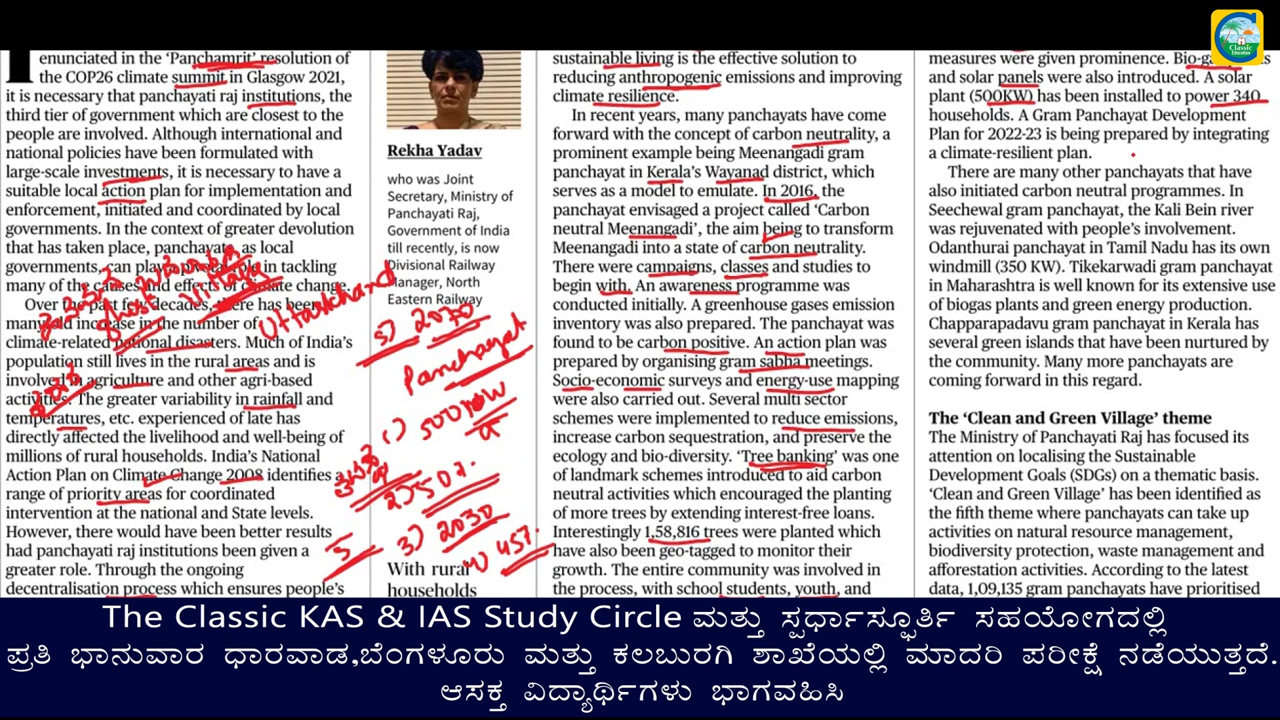 enunciated in the ‘Panchamrit’ resolution of
the COP26 climate summit in Glasgow 2021,
it is necessary that panchayati raj institutions, the
third tier of government which are closest to the
people are involved. Although international and
national policies have been formulated with
large-scale investments, it is necessary to have a
suitable local action plan for implementation and
enforcement, initiated and coordinated by local
governments. In the context of greater devolution
that has taken place, panchayats, as local
governments, can play a pivotal role in tackling
many of the causes and effects of climate change.
Over the past few decades, there has been
manyfold increase in the number of
climate-related national disasters. Much of India’s
population still lives in the rural areas and is
involved in agriculture and other agri-based
activities. The greater variability in rainfall and
temperatures, etc. experienced of late has
directly affected the livelihood and well-being of
millions of rural households. India’s National
Action Plan on Climate Change 2008 identifies a
range of priority areas for coordinated
intervention at the national and State levels.
However, there would have been better results
had panchayati raj institutions been given a
greater role. Through the ongoing
decentralisation process which ensures people’s
Ghost Village
Uttarkhand
Rekha Yadav
who was Joint
Secretary, Ministry of
Panchayati Raj,
Government of India
till recently, is now
Divisional Railway
Manager, North
Eastern Railway
5) 2070
Panchayat
1) 500
2) 50%
3) 2030
4) 45%
5
With rural
households
sustainable living is the effective solution to
reducing anthropogenic emissions and improving
climate resilience.
In recent years, many panchayats have come
forward with the concept of carbon neutrality, a
prominent example being Meenangadi gram
panchayat in Kerala’s Wayanad district, which
serves as a model to emulate. In 2016, the
panchayat envisaged a project called ‘Carbon
neutral Meenangadi’, the aim being to transform
Meenangadi into a state of carbon neutrality.
There were campaigns, classes and studies to
begin with. An awareness programme was
conducted initially. A greenhouse gases emission
inventory was also prepared. The panchayat was
found to be carbon positive. An action plan was
prepared by organising gram sabha meetings.
Socio-economic surveys and energy-use mapping
were also carried out. Several multi sector
schemes were implemented to reduce emissions,
increase carbon sequestration, and preserve the
ecology and bio-diversity. ‘Tree banking’ was one
of landmark schemes introduced to aid carbon
neutral activities which encouraged the planting
of more trees by extending interest-free loans.
Interestingly 1,58,816 trees were planted which
have also been geo-tagged to monitor their
growth. The entire community was involved in
the process, with school students, youth, and
Classic
Education
measures were given prominence.
and solar panels were also introduced. A solar
plant (500KW) has been installed to power 340
households. A Gram Panchayat Development
Plan for 2022-23 is being prepared by integrating
a climate-resilient plan.
There are many other panchayats that have
also initiated carbon neutral programmes. In
Seechewal gram panchayat, the Kali Bein river
was rejuvenated with people’s involvement.
Odanthurai panchayat in Tamil Nadu has its own
windmill (350 KW). Tikekarwadi gram panchayat
in Maharashtra is well known for its extensive use
of biogas plants and green energy production.
Chapparapadavu gram panchayat in Kerala has
several green islands that have been nurtured by
the community. Many more panchayats are
coming forward in this regard.
The ‘Clean and Green Village’ theme
The Ministry of Panchayati Raj has focused its
attention on localising the Sustainable
Development Goals (SDGs) on a thematic basis.
‘Clean and Green Village’ has been identified as
the fifth theme where panchayats can take up
activities on natural resource management,
biodiversity protection, waste management and
afforestation activities. According to the latest
data, 1,09,135 gram panchayats have prioritised
The Classic KAS & IAS Study Circle ಮತ್ತು ಸ್ಪರ್ಧಾಸ್ಫೂರ್ತಿ ಸಹಯೋಗದಲ್ಲಿ
ಪ್ರತಿ ಭಾನುವಾರ ಧಾರವಾಡ,ಬೆಂಗಳೂರು ಮತ್ತು ಕಲಬುರಗಿ ಶಾಖೆಯಲ್ಲಿ ಮಾದರಿ ಪರೀಕ್ಷೆ ನಡೆಯುತ್ತದೆ.
ಆಸಕ್ತ ವಿದ್ಯಾರ್ಥಿಗಳು ಭಾಗವಹಿಸಿ